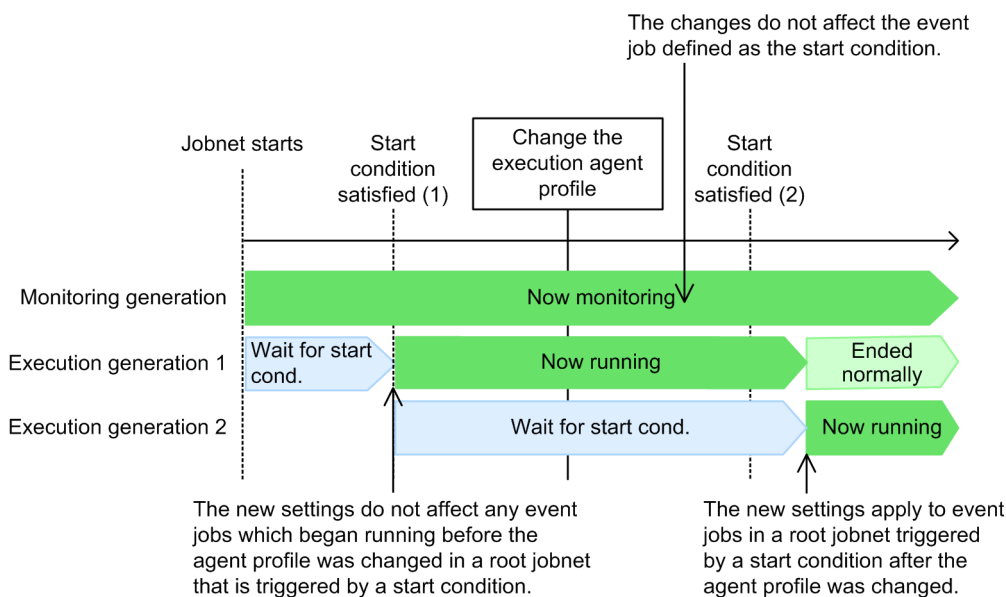 The changes do not affect the event
job defined as the start condition.
Jobnet starts
Start
condition
satisfied (1)
Change the
execution agent
profile
Start
condition
satisfied (2)
Monitoring generation
Now monitoring
Execution generation 1
Wait for start
cond.
Now running
Ended
normally
Execution generation 2
Wait for start cond.
Now running
The new settings do not affect any event
jobs which began running before the
agent profile was changed in a root jobnet
that is triggered by a start condition.
The new settings apply to event
jobs in a root jobnet triggered
by a start condition after the
agent profile was changed.